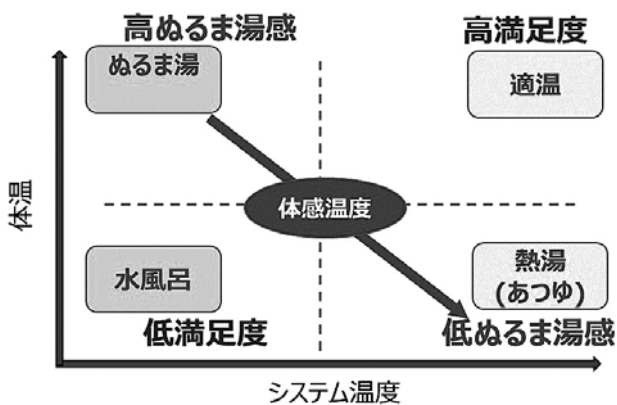 高ぬるま湯感
高満足度
ぬるま湯
適温
体温
体感温度
水風呂
熱湯
(あつゆ)
低満足度
低ぬるま湯感
システム温度